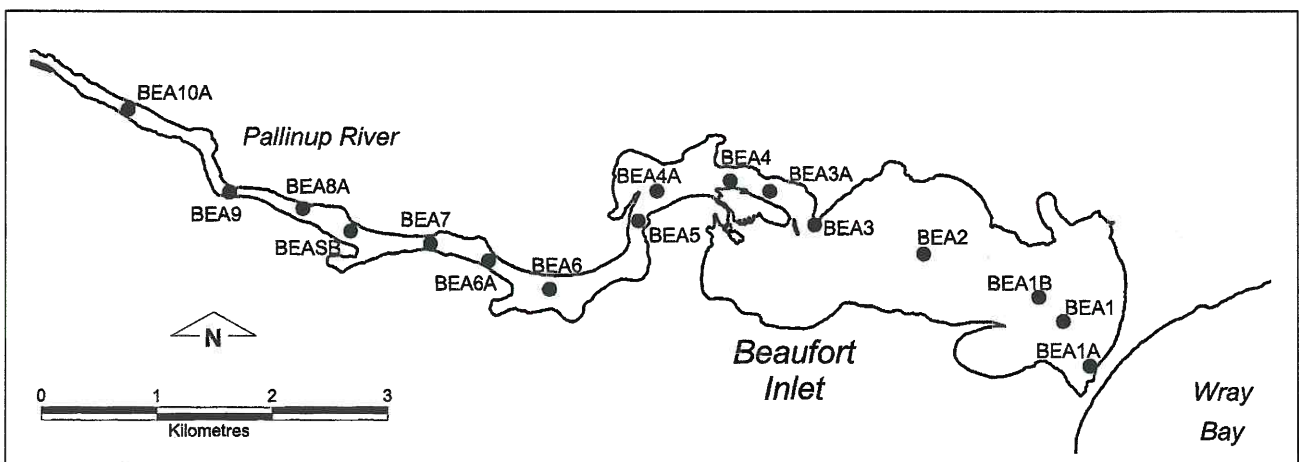 BEA10A
Pallinup River
BEA9
BEA8A
BEASB
BEA7
BEA6A
BEA6
BEA4A
BEA5
BEA4
BEA3A
BEA3
BEA2
BEA1B
BEA1
BEA1A
Beaufort
Inlet
Wray
Bay
N
0 1 2 3
Kilometres